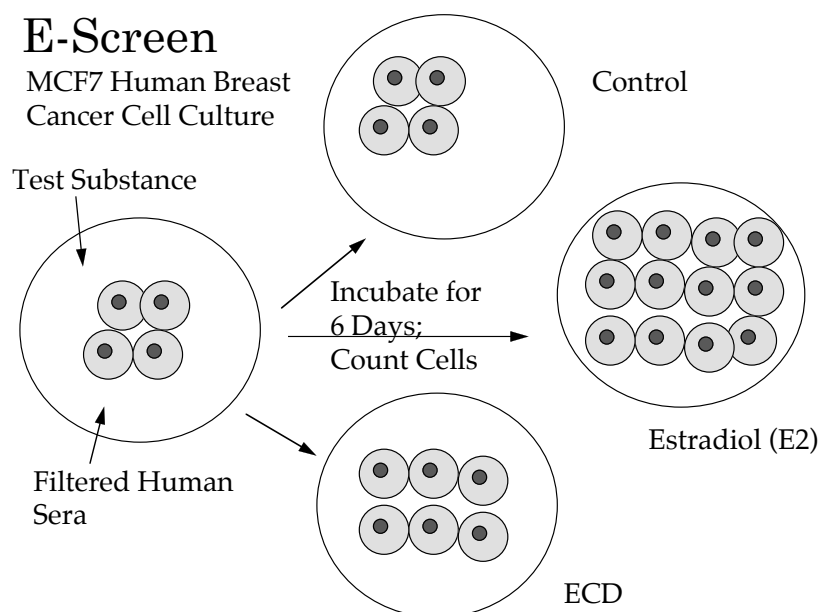 E-Screen
MCF7 Human Breast
Cancer Cell Culture
Control
Test Substance
Incubate for
6 Days;
Count Cells
Estradiol (E2)
Filtered Human
Sera
ECD